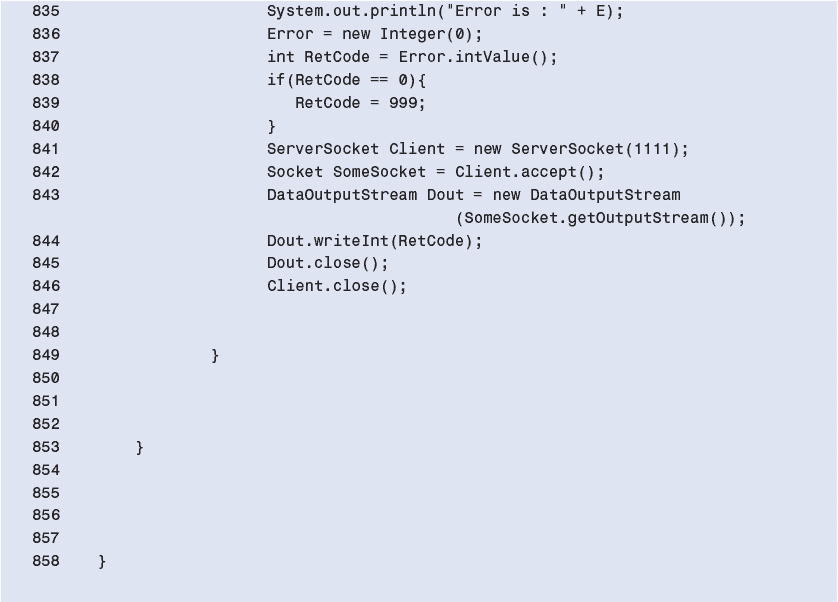 835 System.out.println("Error is : " + E);
836 Error = new Integer(0);
837 int RetCode = Error.intValue();
838 if(RetCode == 0){
839 RetCode = 999;
840 }
841 ServerSocket Client = new ServerSocket(1111);
842 Socket SomeSocket = Client.accept();
843 DataOutputStream Dout = new DataOutputStream
(SomeSocket.getOutputStream());
844 Dout.writeInt(RetCode);
845 Dout.close();
846 Client.close();
847
848
849 }
850
851
852
853 }
854
855
856
857
858 }